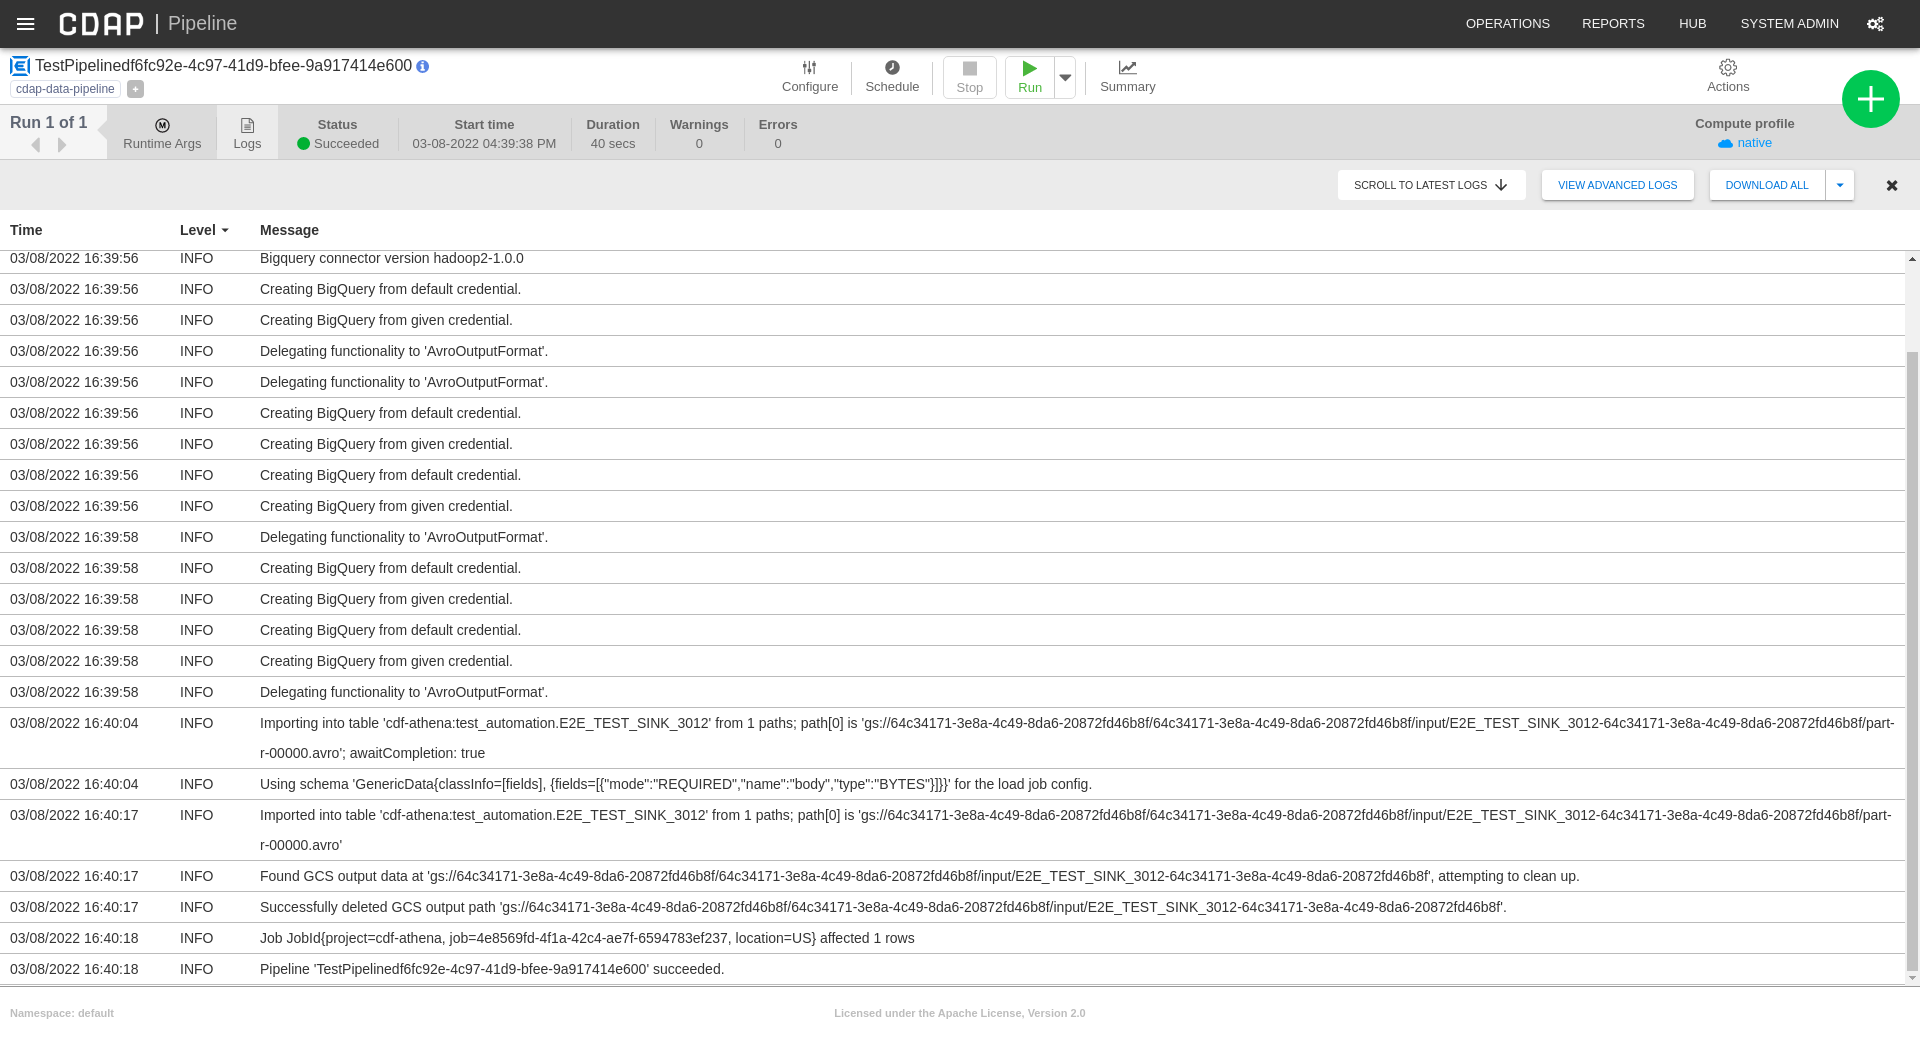 CDAP | Pipeline
OPERATIONS REPORTS HUB SYSTEM ADMIN
TestPipelinedf6fc92e-4c97-41d9-bfee-9a917414e600
cdap-data-pipeline +
Configure Schedule Stop Run Summary Actions
Run 1 of 1
Runtime Args
Logs
Status Start time Duration Warnings Errors Compute profile
Succeeded 03-08-2022 04:39:38 PM 40 secs 0 0 native
SCROLL TO LATEST LOGS VIEW ADVANCED LOGS DOWNLOAD ALL
Time Level Message
03/08/2022 16:39:56 INFO Bigquery connector version hadoop2-1.0.0
03/08/2022 16:39:56 INFO Creating BigQuery from default credential.
03/08/2022 16:39:56 INFO Creating BigQuery from given credential.
03/08/2022 16:39:56 INFO Delegating functionality to 'AvroOutputFormat'.
03/08/2022 16:39:56 INFO Delegating functionality to 'AvroOutputFormat'.
03/08/2022 16:39:56 INFO Creating BigQuery from default credential.
03/08/2022 16:39:56 INFO Creating BigQuery from given credential.
03/08/2022 16:39:56 INFO Creating BigQuery from default credential.
03/08/2022 16:39:56 INFO Creating BigQuery from given credential.
03/08/2022 16:39:58 INFO Delegating functionality to 'AvroOutputFormat'.
03/08/2022 16:39:58 INFO Creating BigQuery from default credential.
03/08/2022 16:39:58 INFO Creating BigQuery from given credential.
03/08/2022 16:39:58 INFO Creating BigQuery from default credential.
03/08/2022 16:39:58 INFO Creating BigQuery from given credential.
03/08/2022 16:39:58 INFO Delegating functionality to 'AvroOutputFormat'.
03/08/2022 16:40:04 INFO Importing into table 'cdf-athena:test_automation.E2E_TEST_SINK_3012' from 1 paths; path[0] is 'gs://64c34171-3e8a-4c49-8da6-20872fd46b8f/64c34171-3e8a-4c49-8da6-20872fd46b8f/input/E2E_TEST_SINK_3012-64c34171-3e8a-4c49-8da6-20872fd46b8f/part-
r-00000.avro'; awaitCompletion: true
03/08/2022 16:40:04 INFO Using schema 'GenericData{classInfo=[fields], {fields=[{"mode":"REQUIRED","name":"body","type":"BYTES"}]}}' for the load job config.
03/08/2022 16:40:17 INFO Imported into table 'cdf-athena:test_automation.E2E_TEST_SINK_3012' from 1 paths; path[0] is 'gs://64c34171-3e8a-4c49-8da6-20872fd46b8f/64c34171-3e8a-4c49-8da6-20872fd46b8f/input/E2E_TEST_SINK_3012-64c34171-3e8a-4c49-8da6-20872fd46b8f/part-
r-00000.avro'
03/08/2022 16:40:17 INFO Found GCS output data at 'gs://64c34171-3e8a-4c49-8da6-20872fd46b8f/64c34171-3e8a-4c49-8da6-20872fd46b8f/input/E2E_TEST_SINK_3012-64c34171-3e8a-4c49-8da6-20872fd46b8f', attempting to clean up.
03/08/2022 16:40:17 INFO Successfully deleted GCS output path 'gs://64c34171-3e8a-4c49-8da6-20872fd46b8f/64c34171-3e8a-4c49-8da6-20872fd46b8f/input/E2E_TEST_SINK_3012-64c34171-3e8a-4c49-8da6-20872fd46b8f'.
03/08/2022 16:40:18 INFO Job JobId{project=cdf-athena, job=4e8569fd-4f1a-42c4-ae7f-6594783ef237, location=US} affected 1 rows
03/08/2022 16:40:18 INFO Pipeline 'TestPipelinedf6fc92e-4c97-41d9-bfee-9a917414e600' succeeded.
Namespace: default Licensed under the Apache License, Version 2.0